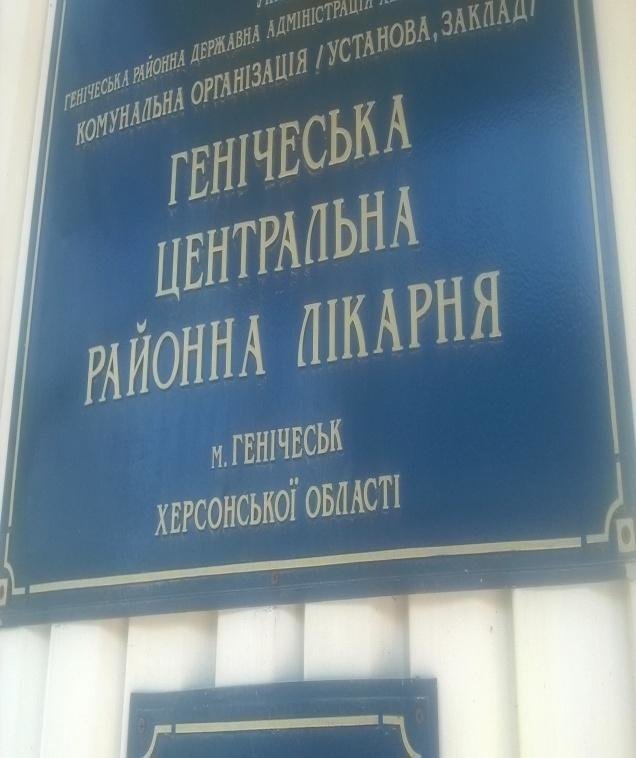 ГЕНІЧЕСЬКА РАЙОННА ДЕРЖАВНА АДМІНІСТРАЦІЯ
КОМУНАЛЬНА ОРГАНІЗАЦІЯ /УСТАНОВА, ЗАКЛАД/
ГЕНІЧЕСЬКА
ЦЕНТРАЛЬНА
РАЙОННА ЛІКАРНЯ
м. ГЕНІЧЕСЬК
ХЕРСОНСЬКОЇ ОБЛАСТІ